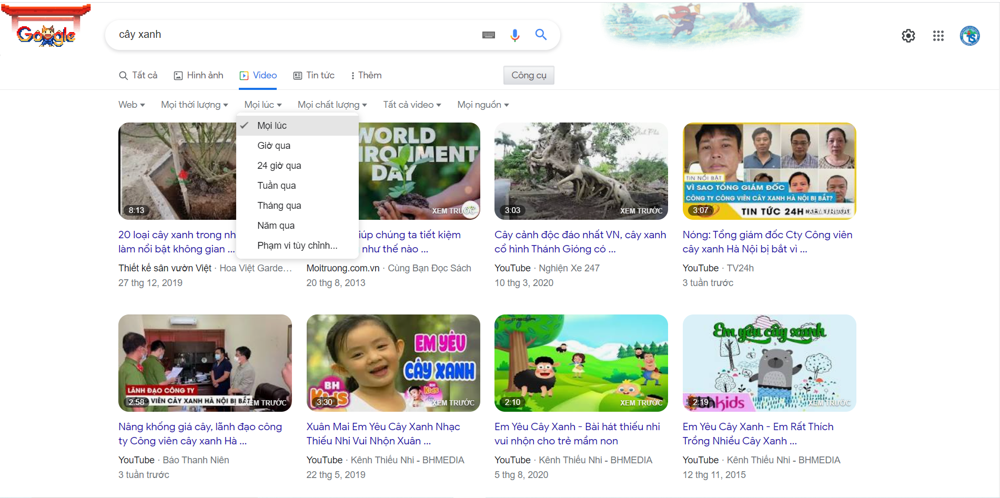 Google
cây xanh
Tất cả Hình ảnh Video Tin tức Thêm Công cụ
Web Mọi thời lượng Mọi lúc Mọi chất lượng Tất cả video Mọi nguồn
Mọi lúc
Giờ qua
24 giờ qua
Tuần qua
Tháng qua
Năm qua
Phạm vi tùy chỉnh...
8:13
WORLD
IRONMENT
DAY
XEM TRƯỚC
3:03
XEM TRƯỚC
TIN NỔI BẬT
VÌ SAO TỔNG GIÁM ĐỐC
CÔNG TY CÔNG VIÊN CÂY XANH HÀ NỘI BỊ BẮT?
3:07
TIN TỨC 24H
XEM TRƯỚC
20 loại cây xanh trong nh
làm nổi bật không gian ...
Thiết kế sân vườn Việt · Hoa Việt Garde...
27 thg 12, 2019
iúp chúng ta tiết kiệm
như thế nào ...
Moitruong.com.vn · Cùng Bạn Đọc Sách
20 thg 8, 2013
Cây cảnh độc đáo nhất VN, cây xanh
cổ hình Thánh Gióng có ...
YouTube · Nghiện Xe 247
10 thg 3, 2020
Nóng: Tổng giám đốc Cty Công viên
cây xanh Hà Nội bị bắt vì ...
YouTube · TV24h
3 tuần trước
LÃNH ĐẠO CÔNG TY
2:58
VIÊN CÂY XANH HÀ NỘI BỊ BẮT
XEM TRƯỚC
EM YÊU
CÂY XANH
BH
Kids
BH
Kids
3:30
XEM TRƯỚC
BHMEDIA
2:10
XEM TRƯỚC
Em yêu cây xanh
2:19
kids
XEM TRƯỚC
Nâng khống giá cây, lãnh đạo công
ty Công viên cây xanh Hà ...
YouTube · Báo Thanh Niên
3 tuần trước
Xuân Mai Em Yêu Cây Xanh Nhạc
Thiếu Nhi Vui Nhộn Xuân ...
YouTube · Kênh Thiếu Nhi - BHMEDIA
22 thg 5, 2019
Em Yêu Cây Xanh - Bài hát thiếu nhi
vui nhộn cho trẻ mầm non
YouTube · Kênh Thiếu Nhi - BHMEDIA
5 thg 8, 2020
Em Yêu Cây Xanh - Em Rất Thích
Trồng Nhiều Cây Xanh ...
YouTube · Kênh Thiếu Nhi - BHMEDIA
12 thg 11, 2015